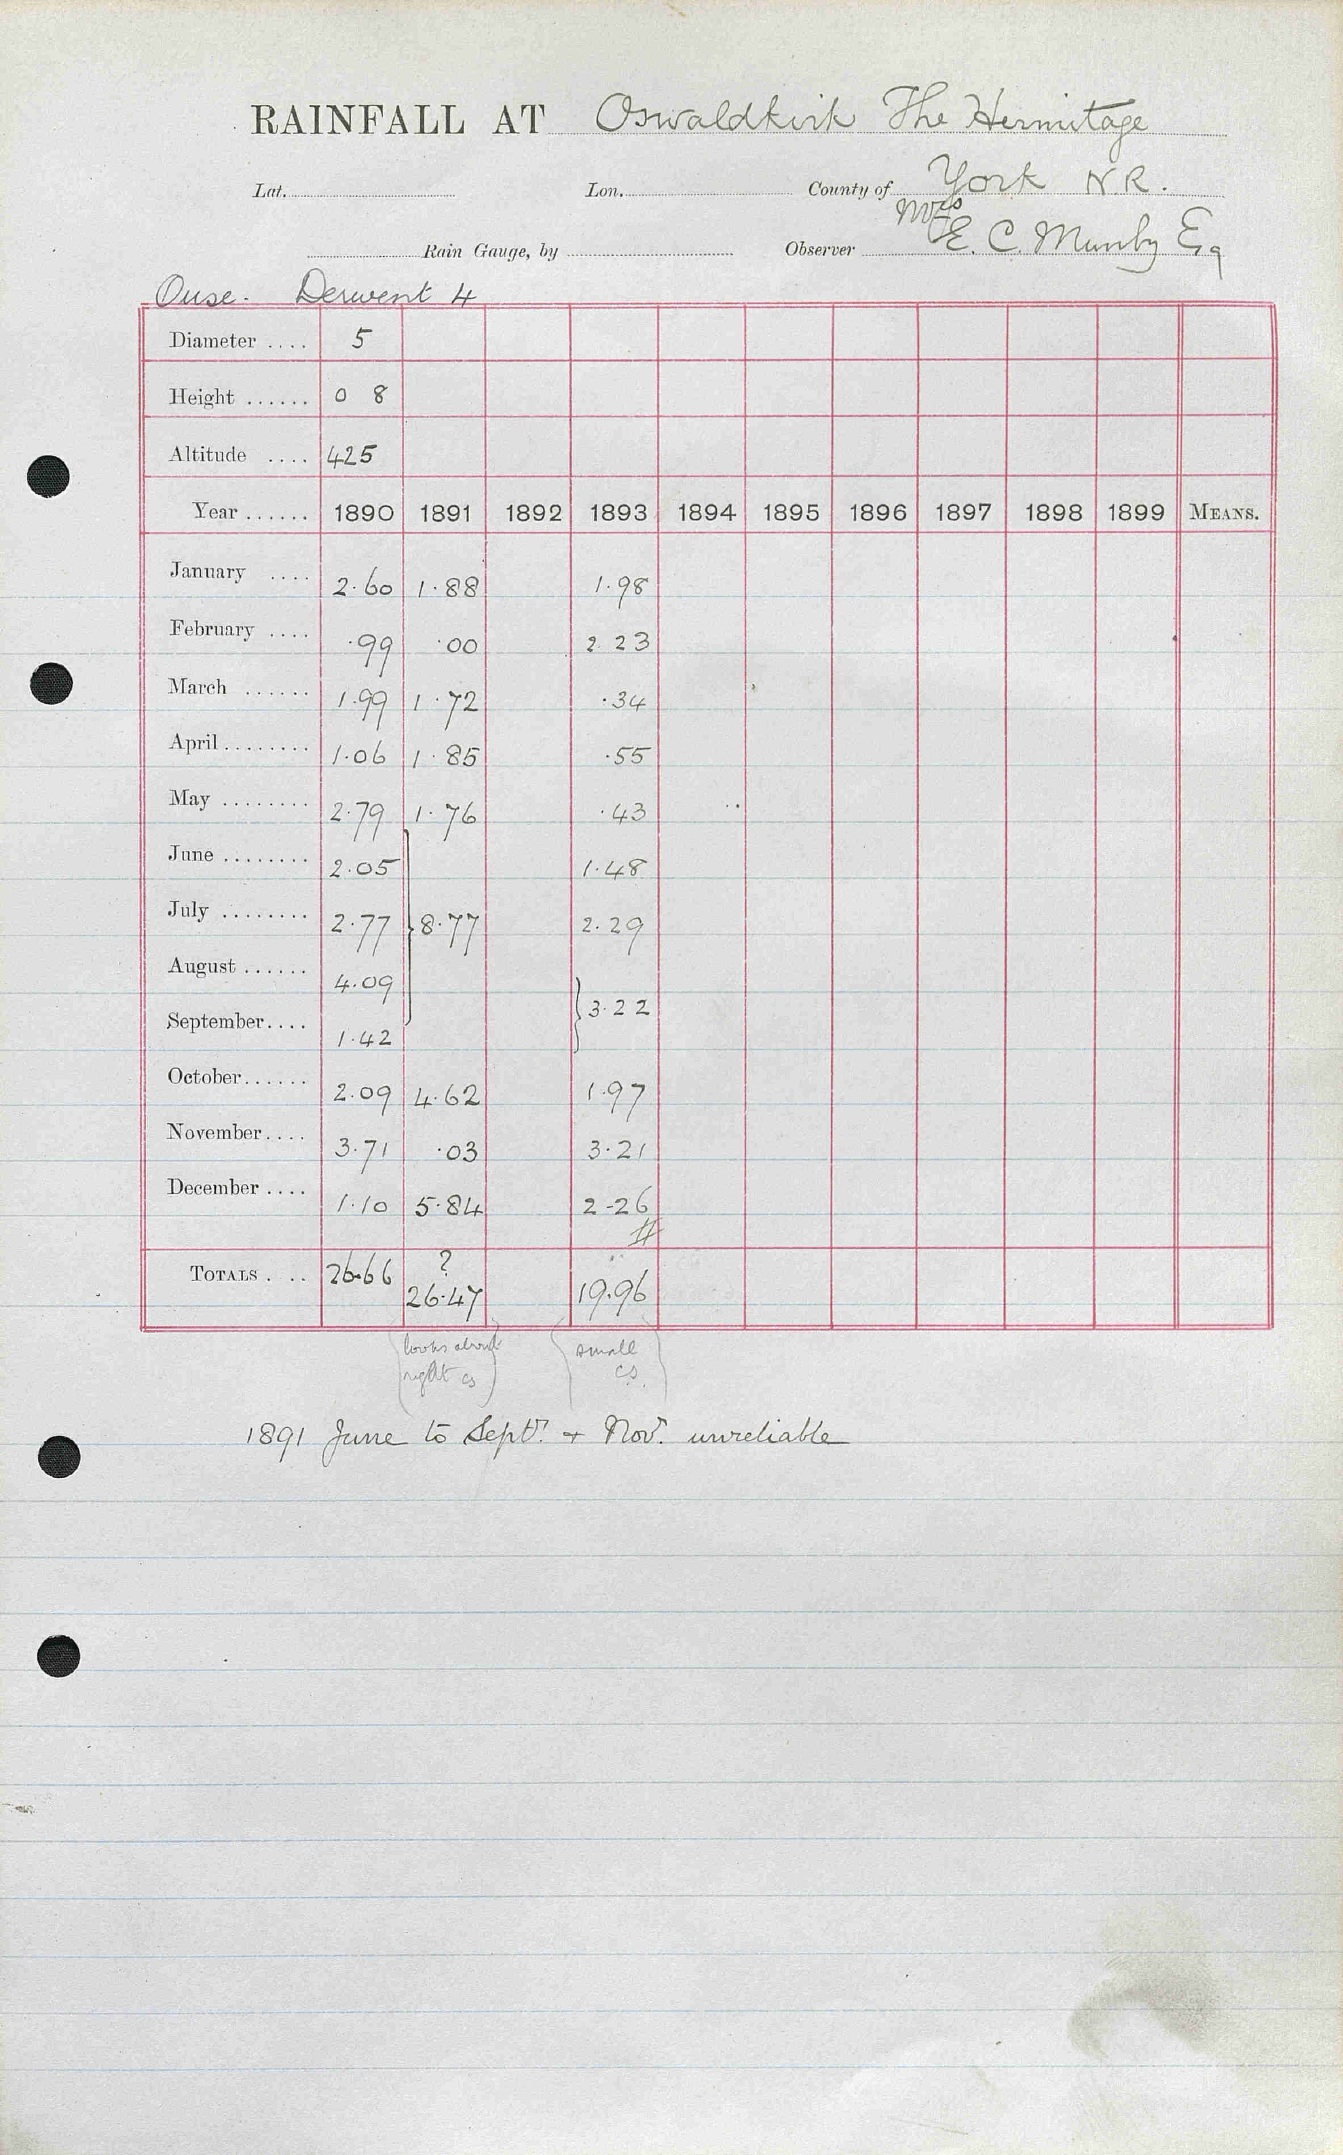 RAINFALL AT Oswaldkirk The Hermitage
Lat. Lon. County of York N R.
Mrs
Rain Gauge, by Observer E. C. Munby Esq
Ouse. Derwent 4
Diameter .... 5
Height ...... 0 8
Altitude .... 425
Year ...... 1890 1891 1892 1893 1894 1895 1896 1897 1898 1899 MEANS.
January .... 2.60 1.88 1.98
February .... .99 .00 2.23
March ...... 1.99 1.72 .34
April ........ 1.06 1.85 .55
May ........ 2.79 1.76 .43
June ........ 2.05 1.48
July ........ 2.77 } 8.77 2.29
August ...... 4.09
} 3.22
September.... 1.42
October...... 2.09 4.62 1.97
November.... 3.71 .03 3.21
December .... 1.10 5.84 2-26
#
TOTALS . .. 26.66 ? 26.47 19.96
(looks about (small
right cs) cs.)
1891 June to Sept. + Nov. unreliable